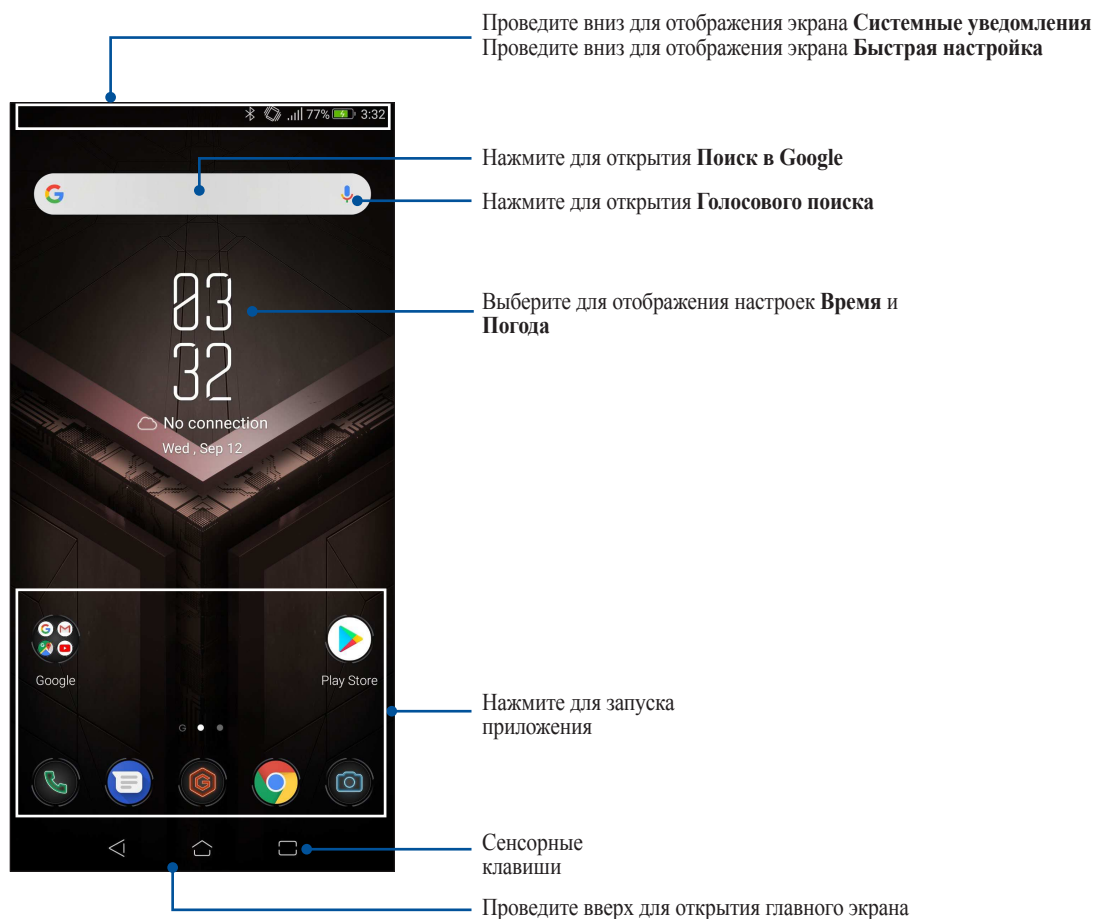 Проведите вниз для отображения экрана Системные уведомления
Проведите вниз для отображения экрана Быстрая настройка
77% 3:32
Нажмите для открытия Поиск в Google
G
Нажмите для открытия Голосового поиска
03
32
Выберите для отображения настроек Время и
Погода
No connection
Wed , Sep 12
Google
Play Store
Нажмите для запуска
приложения
G
Сенсорные
клавиши
Проведите вверх для открытия главного экрана